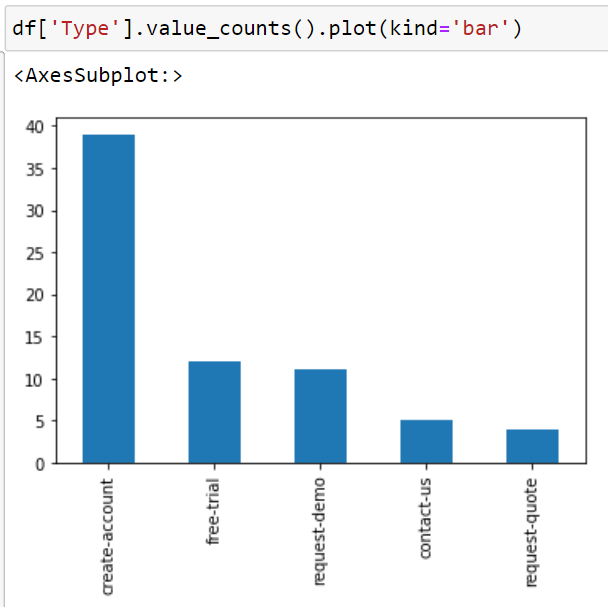 df['Type'].value_counts().plot(kind='bar')
<AxesSubplot:>
40
35
30
25
20
15
10
5
0
create-account
free-trial
request-demo
contact-us
request-quote